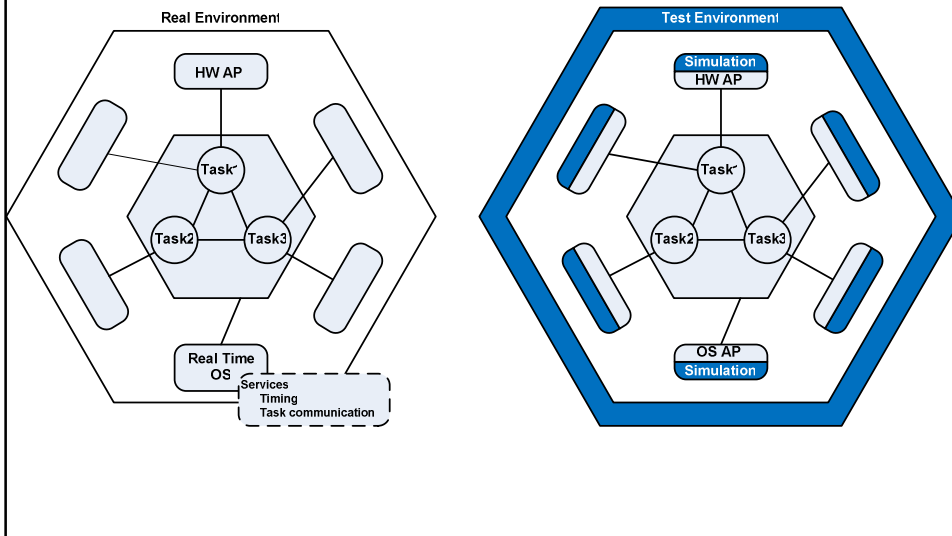 Real Environment
HW AP
Task
Task2
Task3
Real Time
OS
Services
Timing
Task communication
Test Environment
Simulation
HW AP
Task
Task2
Task3
OS AP
Simulation